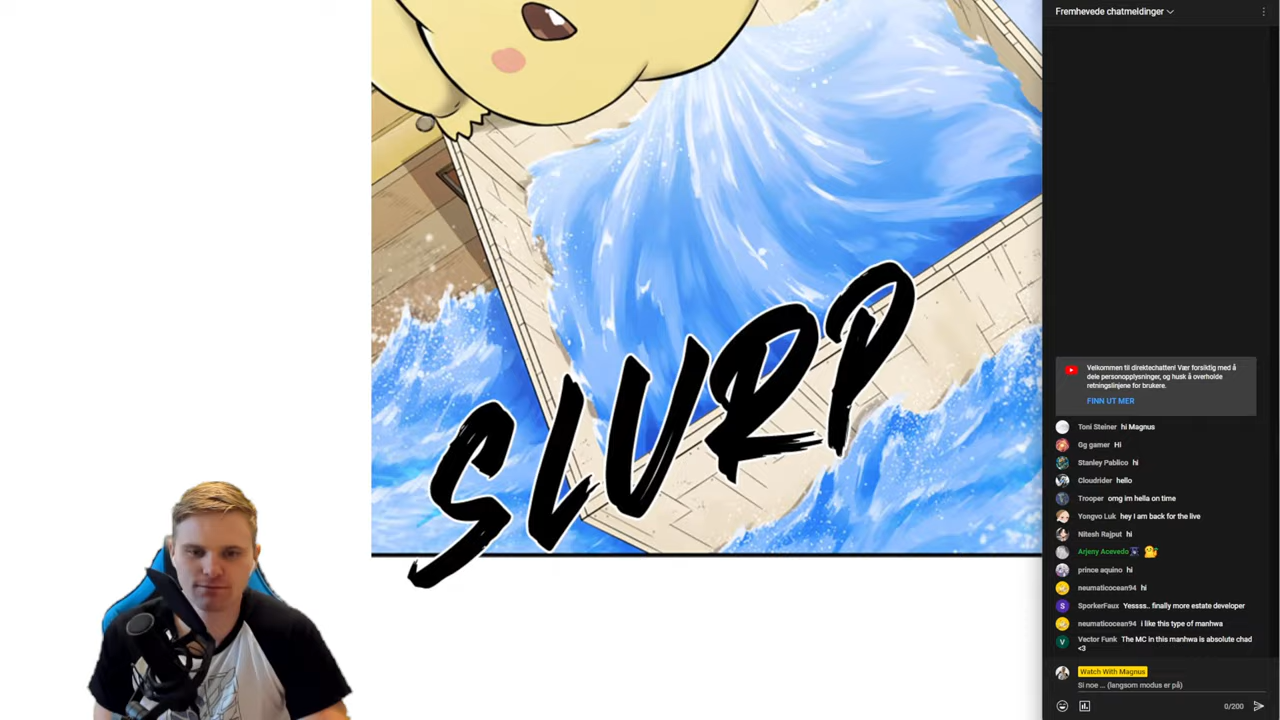 Fremhevede chatmeldinger
SLURP
Velkommen til direktechatten! Vær forsiktig med å
dele personopplysninger, og husk å overholde
retningslinjene for brukere.
FINN UT MER
Toni Steiner hi Magnus
Gg gamer Hi
Stanley Pablico hi
Cloudrider hello
Trooper omg im hella on time
Yongvo Luk hey I am back for the live
Nitesh Rajput hi
Arjeny Acevedo
prince aquino hi
neumaticocean94 hi
S SporkerFaux Yessss.. finally more estate developer
neumaticocean94 i like this type of manhwa
V Vector Funk The MC in this manhwa is absolute chad
<3
Watch With Magnus
Si noe ... (langsom modus er på)
0/200